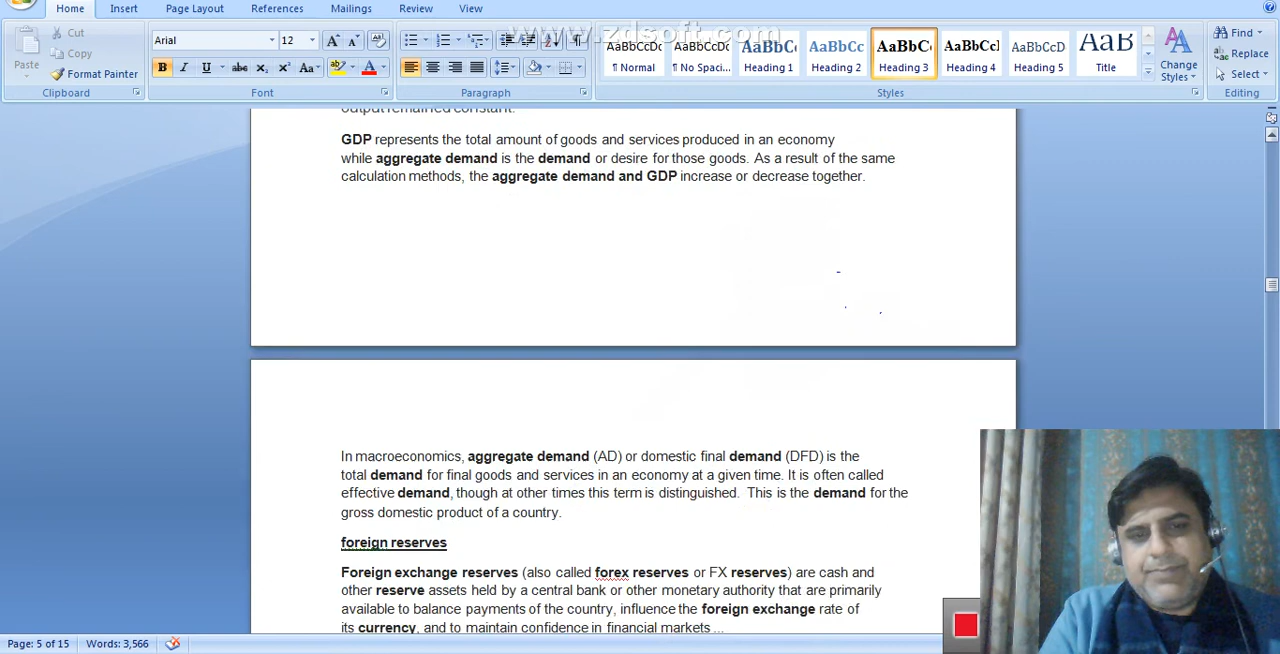 Home Insert Page Layout References Mailings Review View
www.zdsoft.com
Paste
Cut
Copy
Format Painter
Clipboard
Arial 12
Font
Paragraph
AaBbCcDc AaBbCcDc AaBbC AaBbCc AaBbC AaBbCcI AaBbCcD AaB
¶ Normal ¶ No Spaci... Heading 1 Heading 2 Heading 3 Heading 4 Heading 5 Title
Change
Styles
Styles
Find
Replace
Select
Editing
output remained constant.
GDP represents the total amount of goods and services produced in an economy
while aggregate demand is the demand or desire for those goods. As a result of the same
calculation methods, the aggregate demand and GDP increase or decrease together.
In macroeconomics, aggregate demand (AD) or domestic final demand (DFD) is the
total demand for final goods and services in an economy at a given time. It is often called
effective demand, though at other times this term is distinguished. This is the demand for the
gross domestic product of a country.
foreign reserves
Foreign exchange reserves (also called forex reserves or FX reserves) are cash and
other reserve assets held by a central bank or other monetary authority that are primarily
available to balance payments of the country, influence the foreign exchange rate of
its currency, and to maintain confidence in financial markets ...
Page: 5 of 15 Words: 3,566